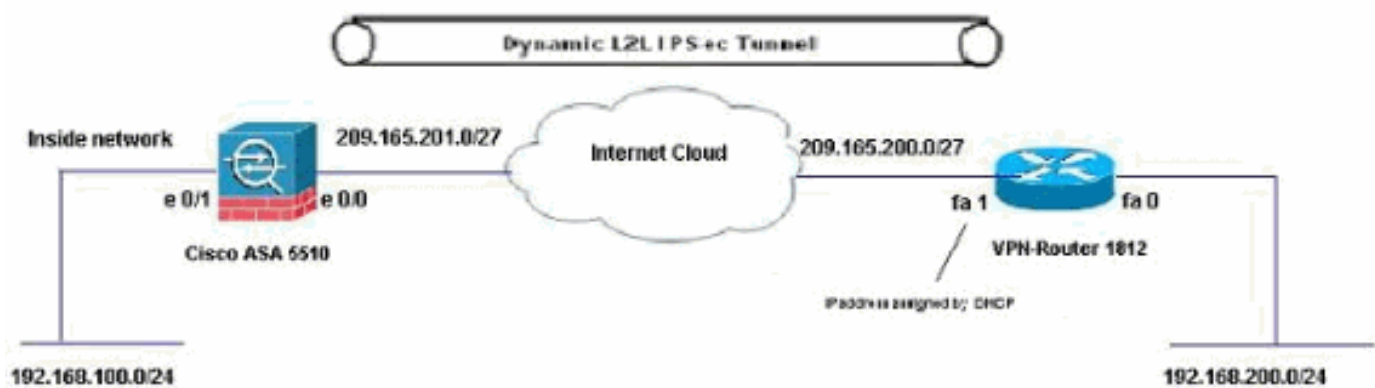 Dynamic L2L IPSec Tunnel
Inside network
209.165.201.0/27
Internet Cloud
209.165.200.0/27
e 0/1
e 0/0
fa 1
fa 0
Cisco ASA 5510
VPN-Router 1812
IP address assigned by DHCP
192.168.100.0/24
192.168.200.0/24